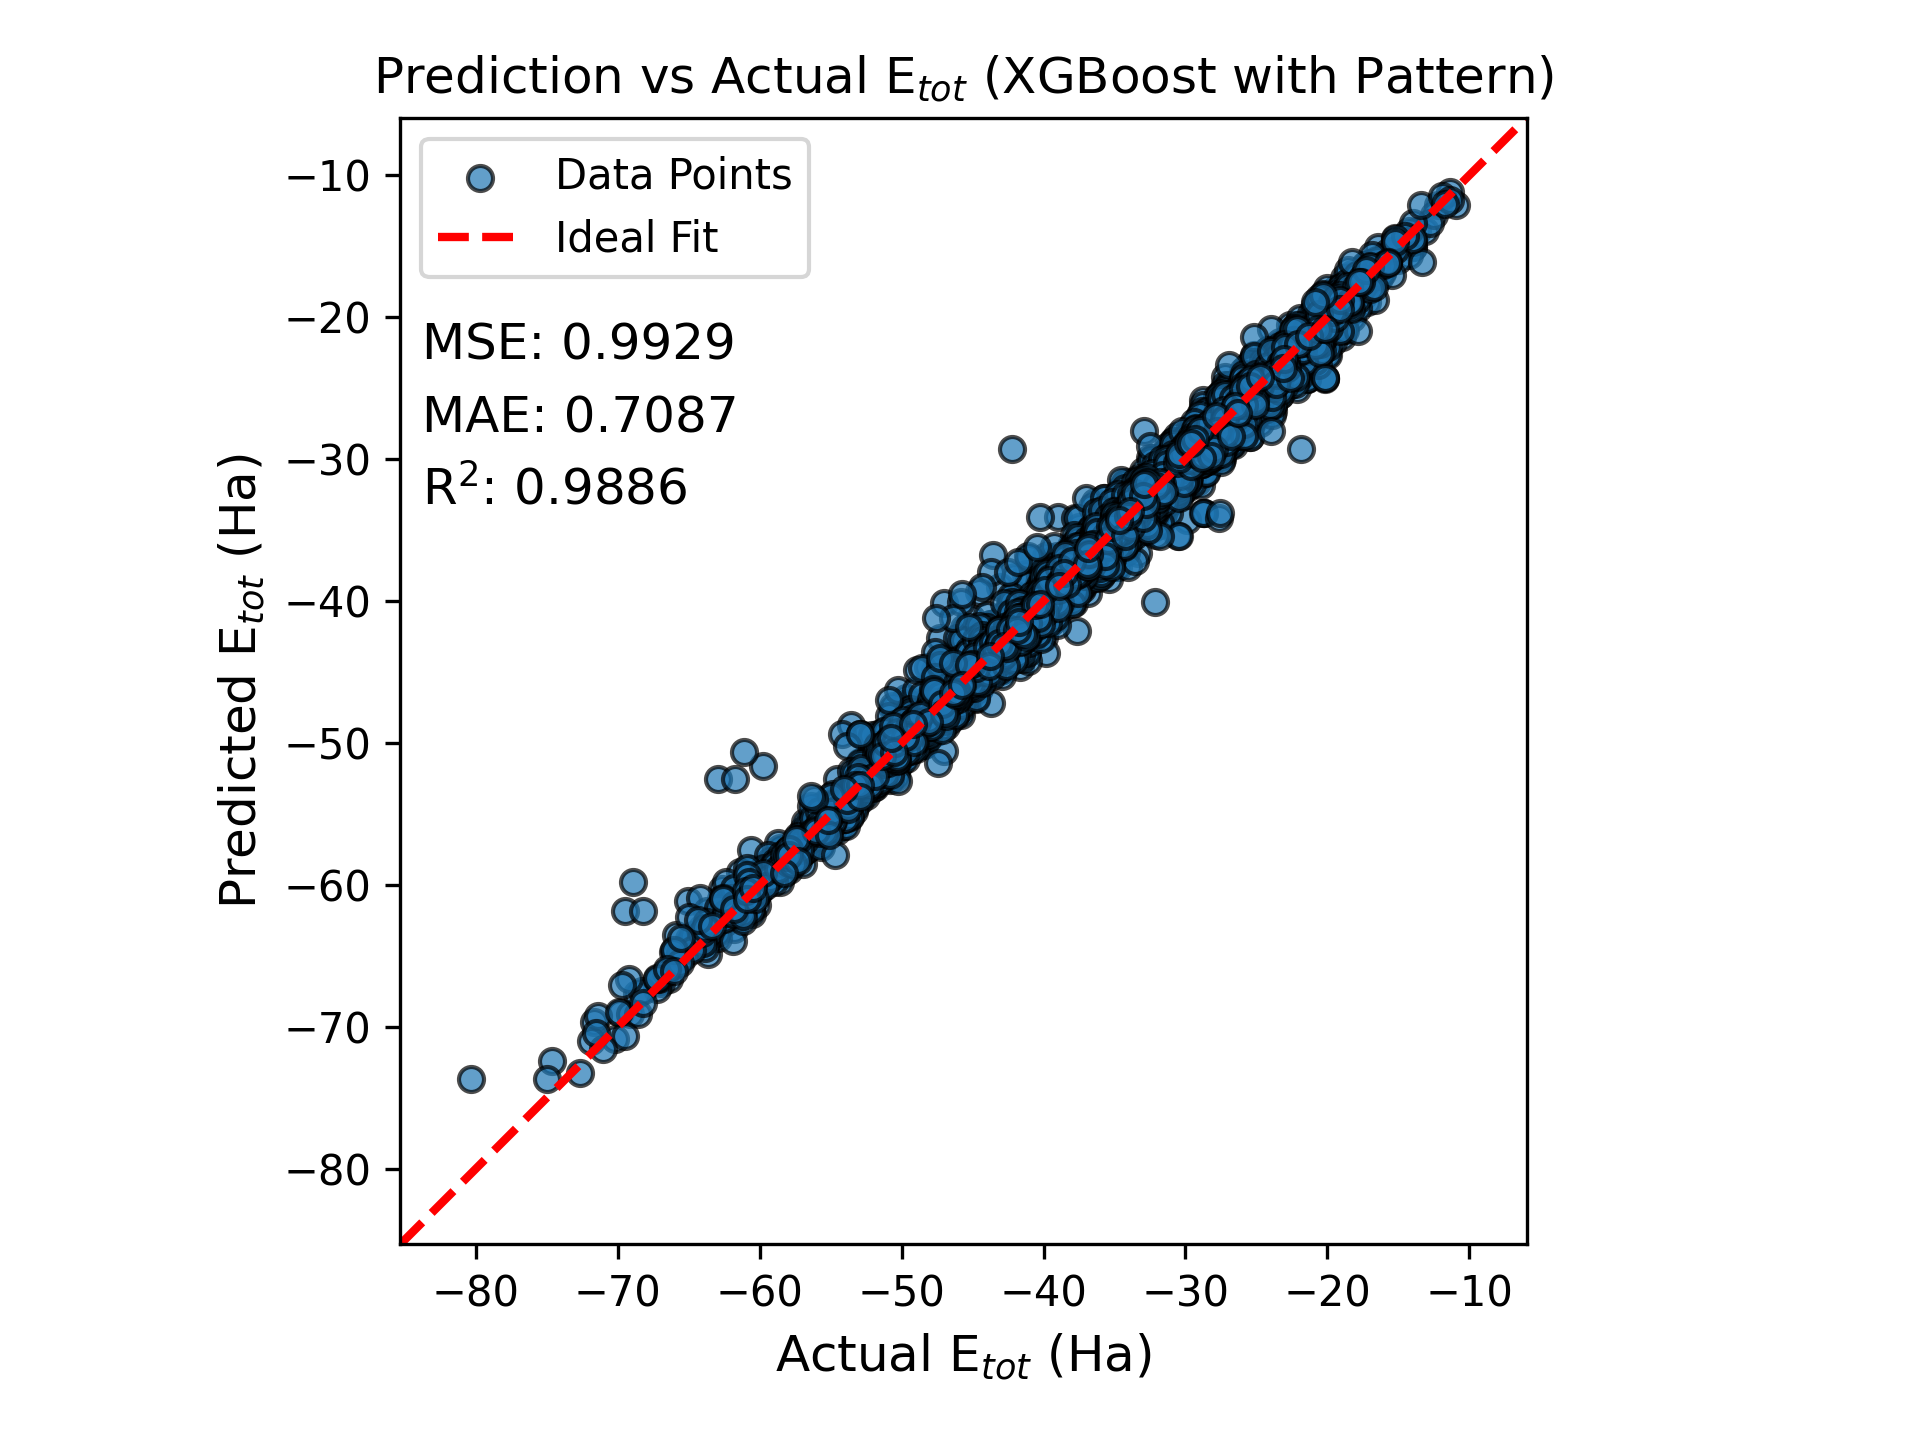 Prediction vs Actual E_tot (XGBoost with Pattern)
Data Points
Ideal Fit
MSE: 0.9929
MAE: 0.7087
R²: 0.9886
Predicted E_tot (Ha)
−10
−20
−30
−40
−50
−60
−70
−80
−80 −70 −60 −50 −40 −30 −20 −10
Actual E_tot (Ha)